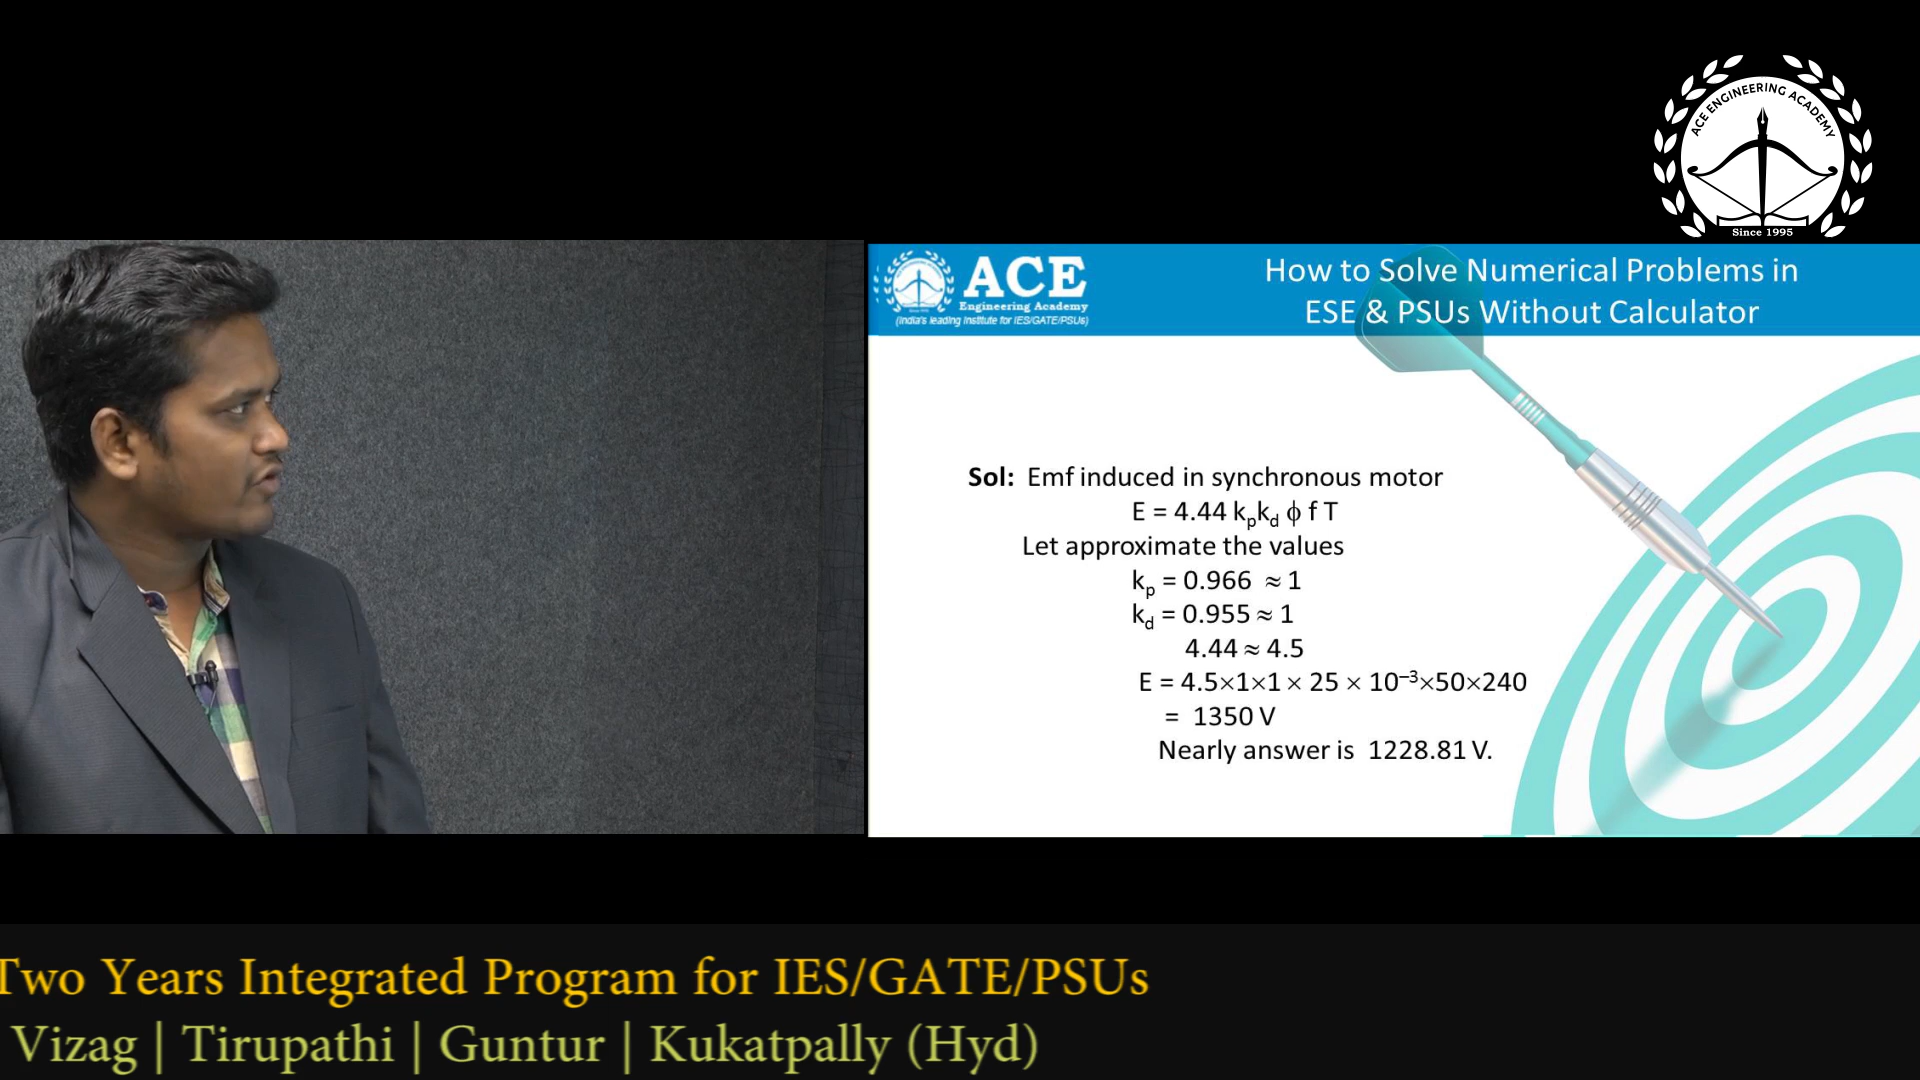 ACE ENGINEERING ACADEMY
Since 1995
ACE
Engineering Academy
(India's leading Institute for IES/GATE/PSUs)
How to Solve Numerical Problems in
ESE & PSUs Without Calculator
Sol: Emf induced in synchronous motor
E = 4.44 kpkd ϕ f T
Let approximate the values
kp = 0.966 ≈ 1
kd = 0.955 ≈ 1
4.44 ≈ 4.5
E = 4.5×1×1 × 25 × 10⁻³×50×240
= 1350 V
Nearly answer is 1228.81 V.
Two Years Integrated Program for IES/GATE/PSUs
Vizag | Tirupathi | Guntur | Kukatpally (Hyd)